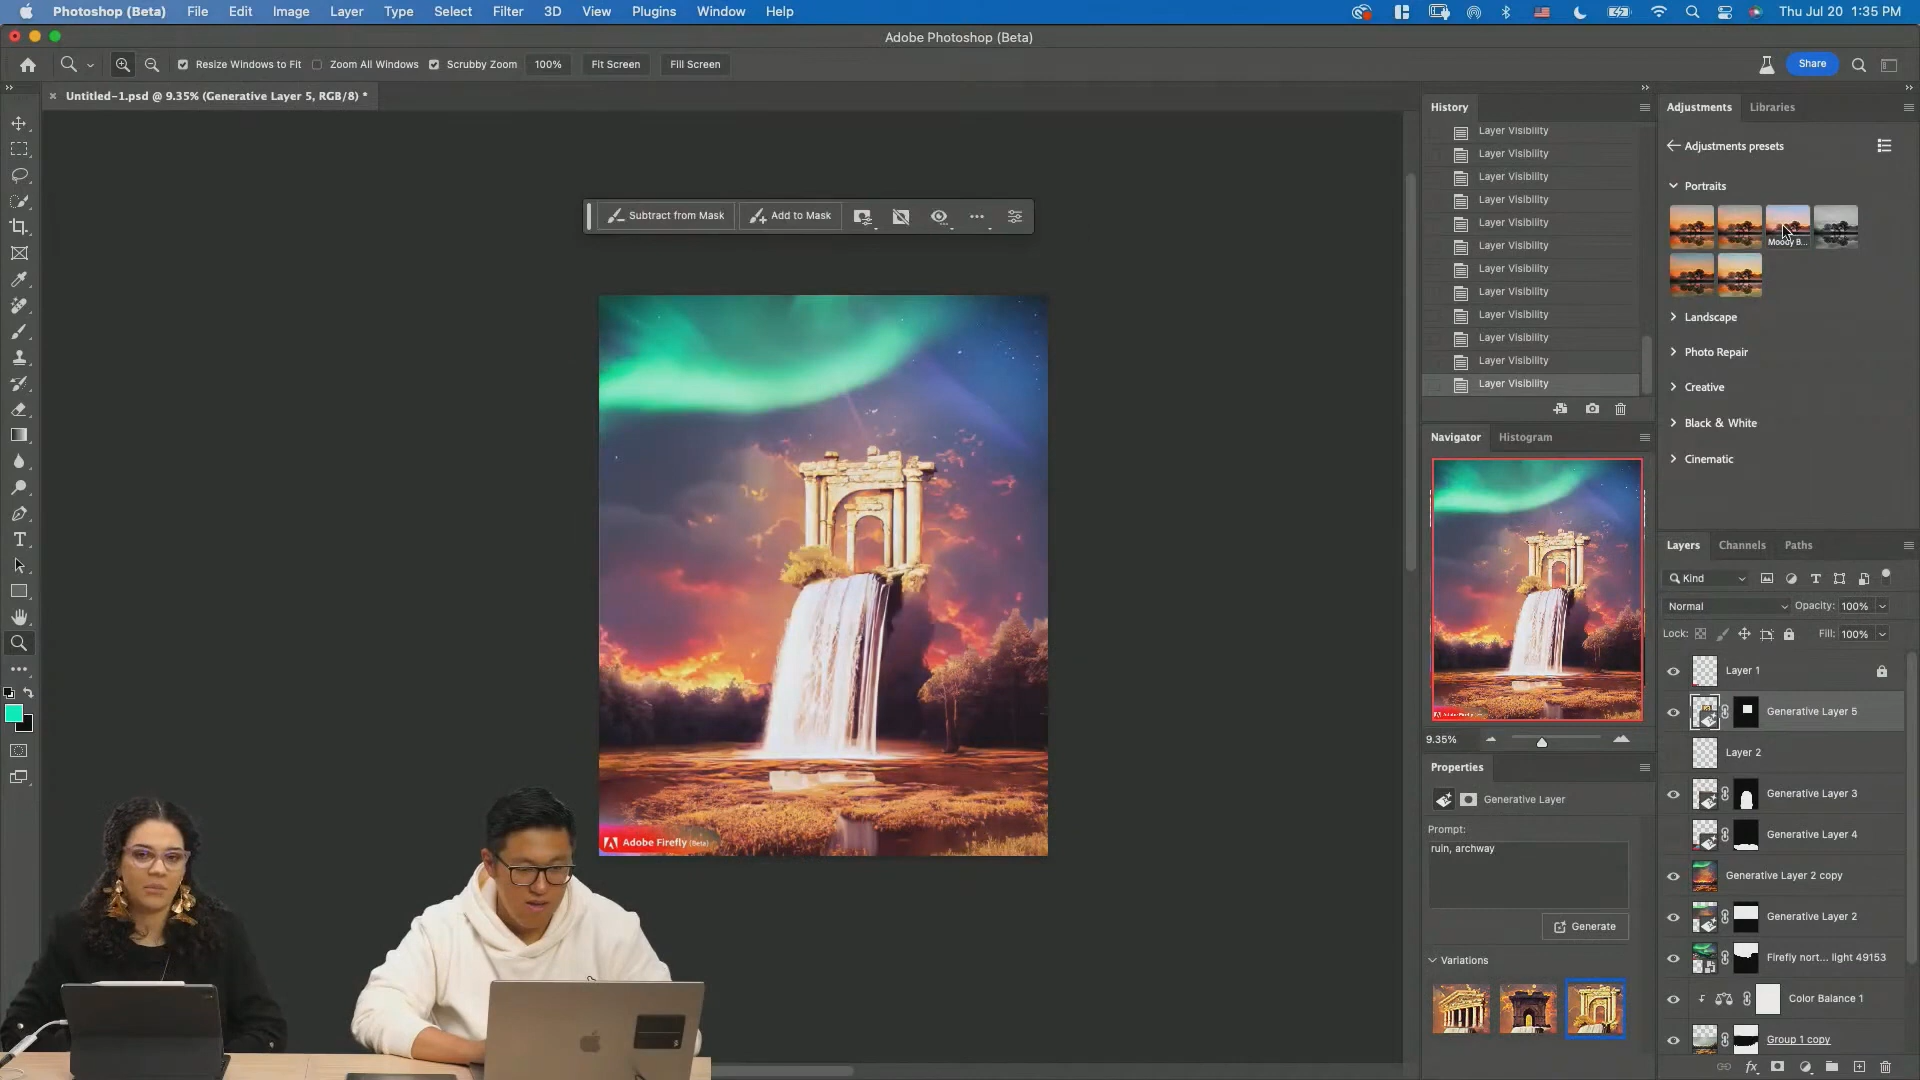 Photoshop (Beta) File Edit Image Layer Type Select Filter 3D View Plugins Window Help
Thu Jul 20 1:35 PM
Adobe Photoshop (Beta)
Resize Windows to Fit Zoom All Windows Scrubby Zoom 100% Fit Screen Fill Screen
Share
Untitled-1.psd @ 9.35% (Generative Layer 5, RGB/8) *
Subtract from Mask Add to Mask
Adobe Firefly (Beta)
History
Layer Visibility
Layer Visibility
Layer Visibility
Layer Visibility
Layer Visibility
Layer Visibility
Layer Visibility
Layer Visibility
Layer Visibility
Layer Visibility
Layer Visibility
Layer Visibility
Navigator Histogram
9.35%
Properties
Generative Layer
Prompt:
ruin, archway
Generate
Variations
Adjustments Libraries
Adjustments presets
Portraits
Moody B...
Landscape
Photo Repair
Creative
Black & White
Cinematic
Layers Channels Paths
Kind
Normal Opacity: 100%
Lock: Fill: 100%
Layer 1
Generative Layer 5
Layer 2
Generative Layer 3
Generative Layer 4
Generative Layer 2 copy
Generative Layer 2
Firefly nort... light 49153
Color Balance 1
Group 1 copy